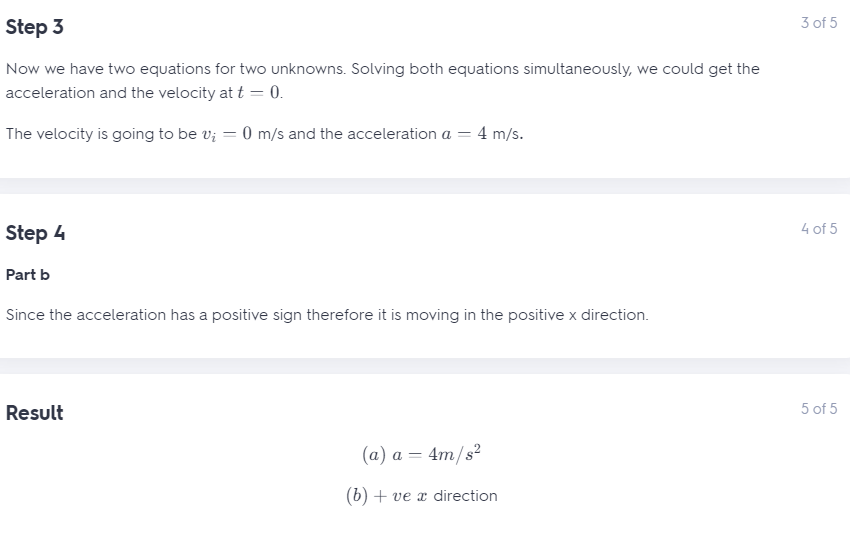 Step 3
3 of 5
Now we have two equations for two unknowns. Solving both equations simultaneously, we could get the
acceleration and the velocity at t = 0.
The velocity is going to be vᵢ = 0 m/s and the acceleration a = 4 m/s.
Step 4
4 of 5
Part b
Since the acceleration has a positive sign therefore it is moving in the positive x direction.
Result
5 of 5
(a) a = 4m/s²
(b) + ve x direction